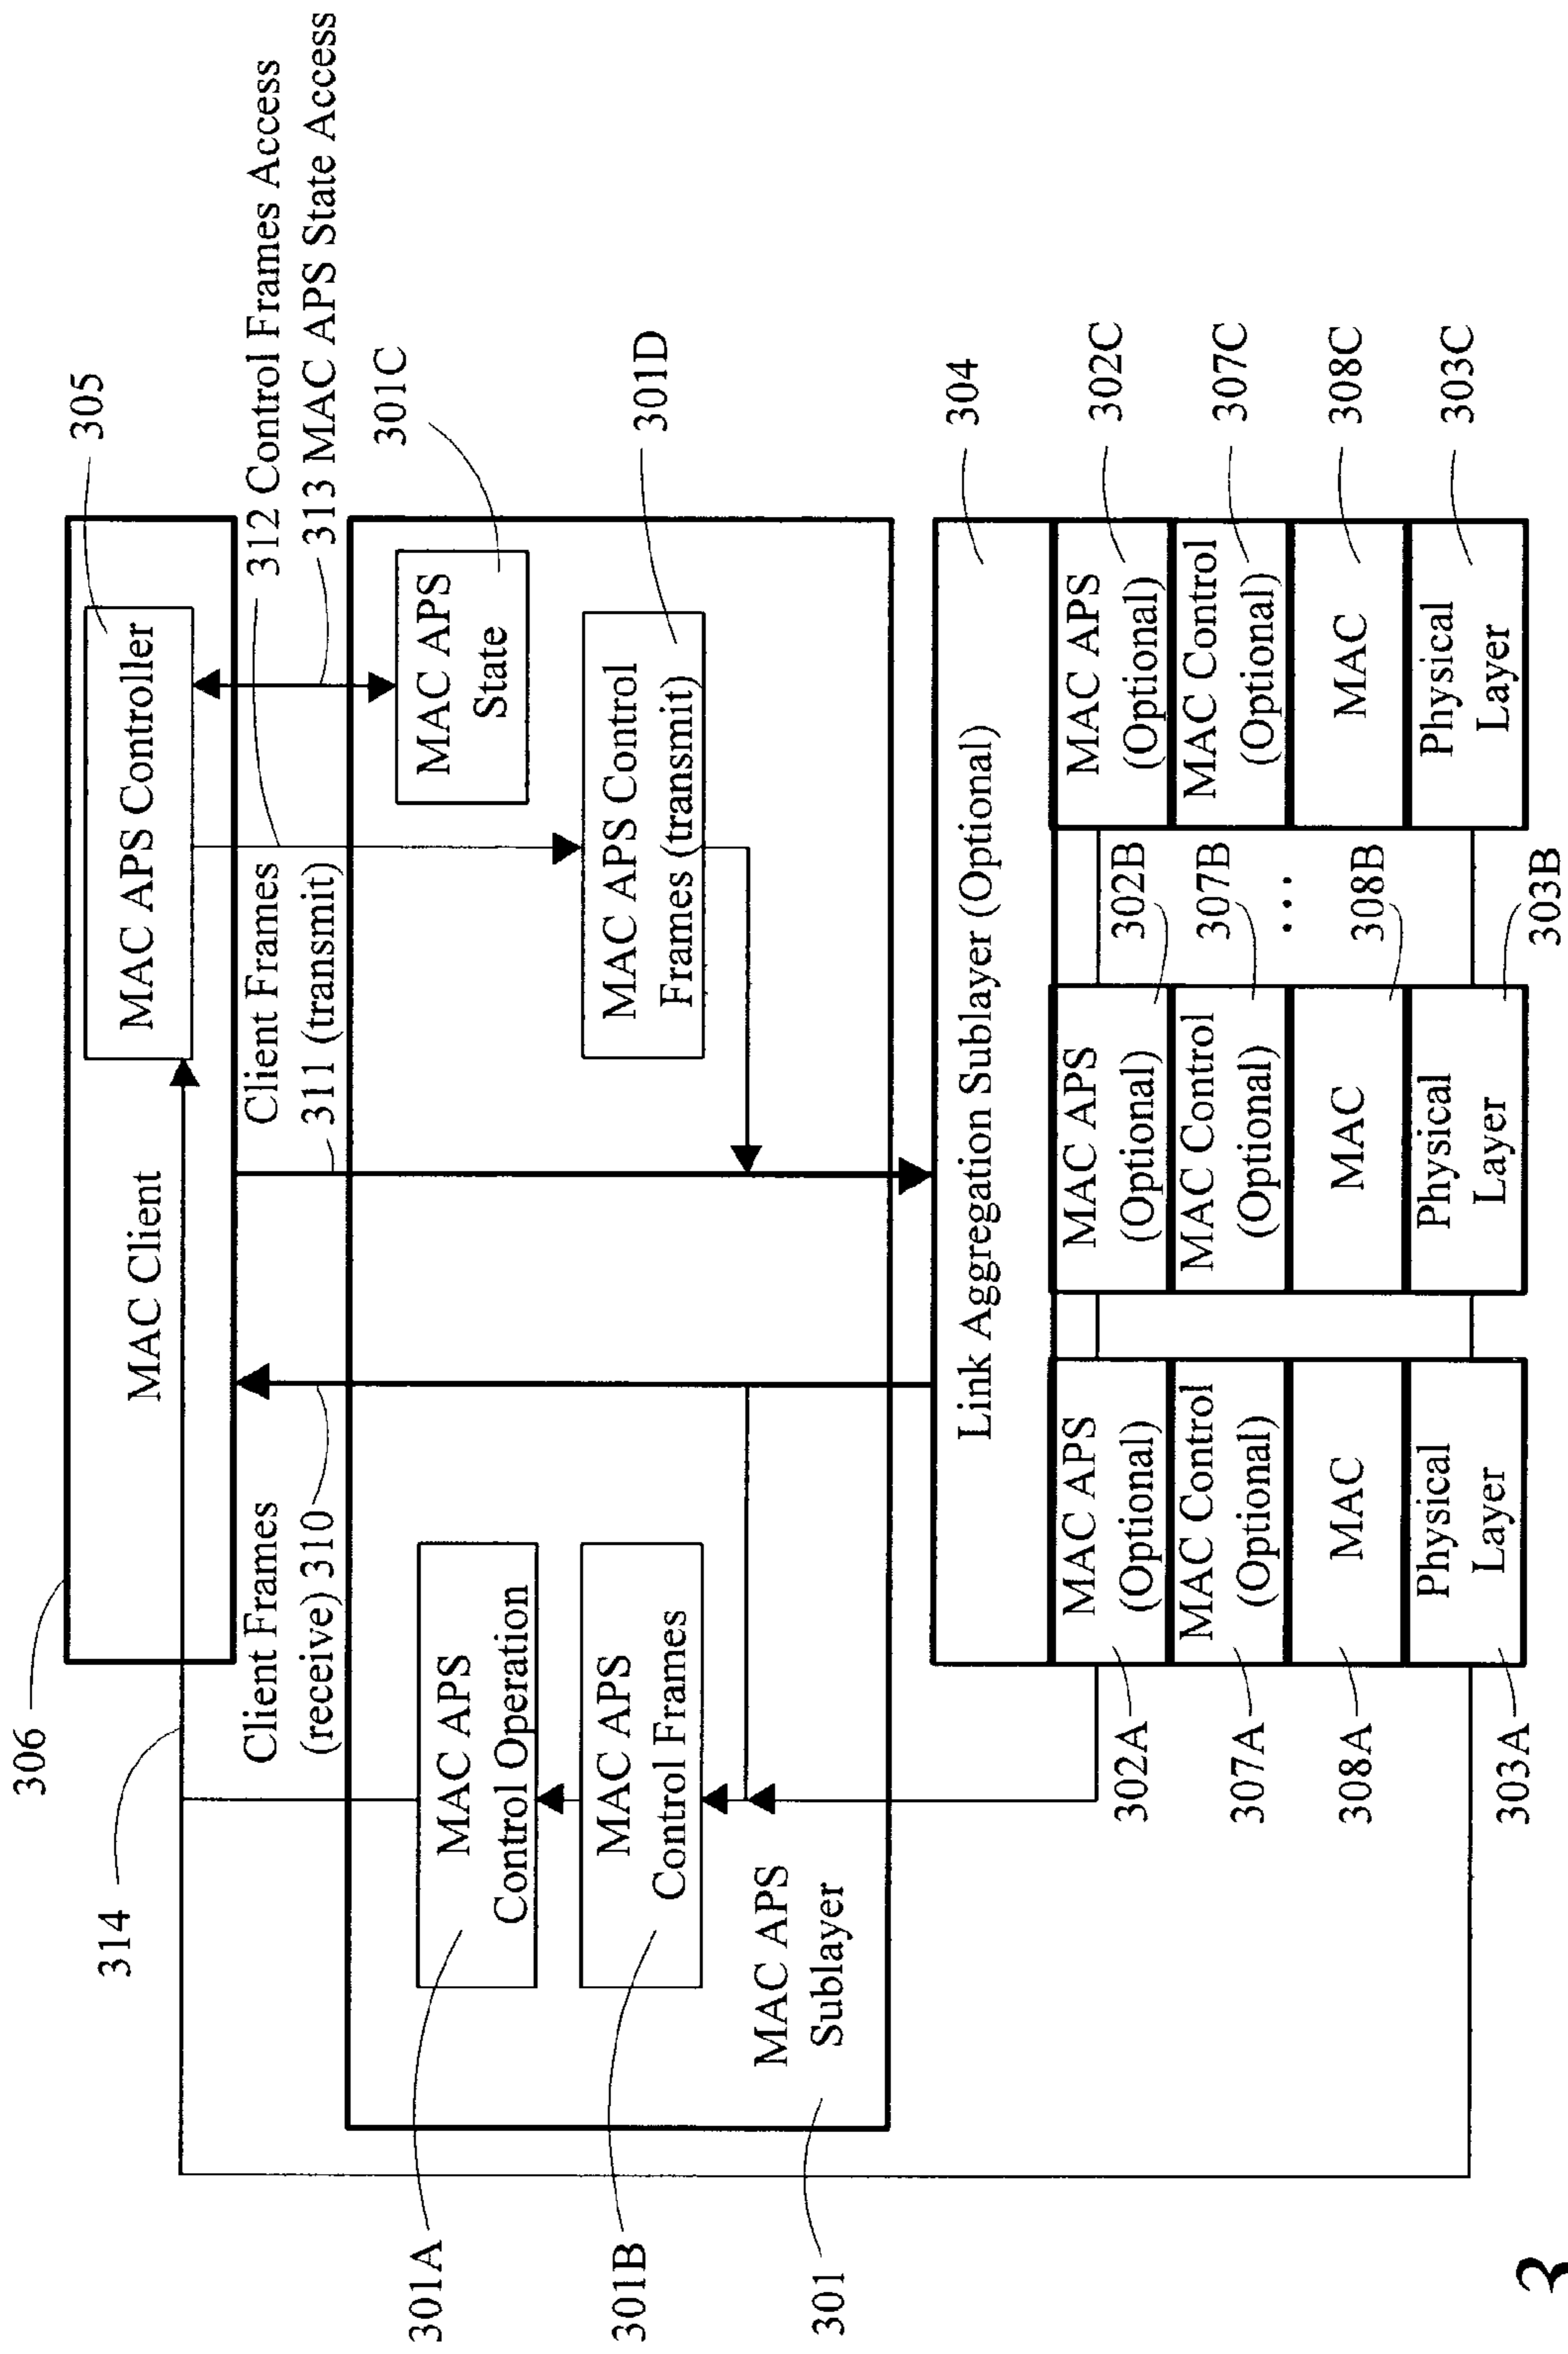 306
314
MAC Client
305
MAC APS Controller
Client Frames
(receive) 310
Client Frames
311 (transmit)
312 Control Frames Access
313 MAC APS State Access
301A
MAC APS
Control Operation
MAC APS
State
301C
301B
MAC APS
Control Frames
MAC APS Control
Frames (transmit)
301D
301
MAC APS
Sublayer
Link Aggregation Sublayer (Optional)
304
302A
MAC APS
(Optional)
MAC APS
(Optional)
302B
MAC APS
(Optional)
302C
307A
MAC Control
(Optional)
MAC Control
(Optional)
307B
MAC Control
(Optional)
307C
...
308A
MAC
MAC
308B
MAC
308C
303A
Physical
Layer
Physical
Layer
303B
Physical
Layer
303C
3